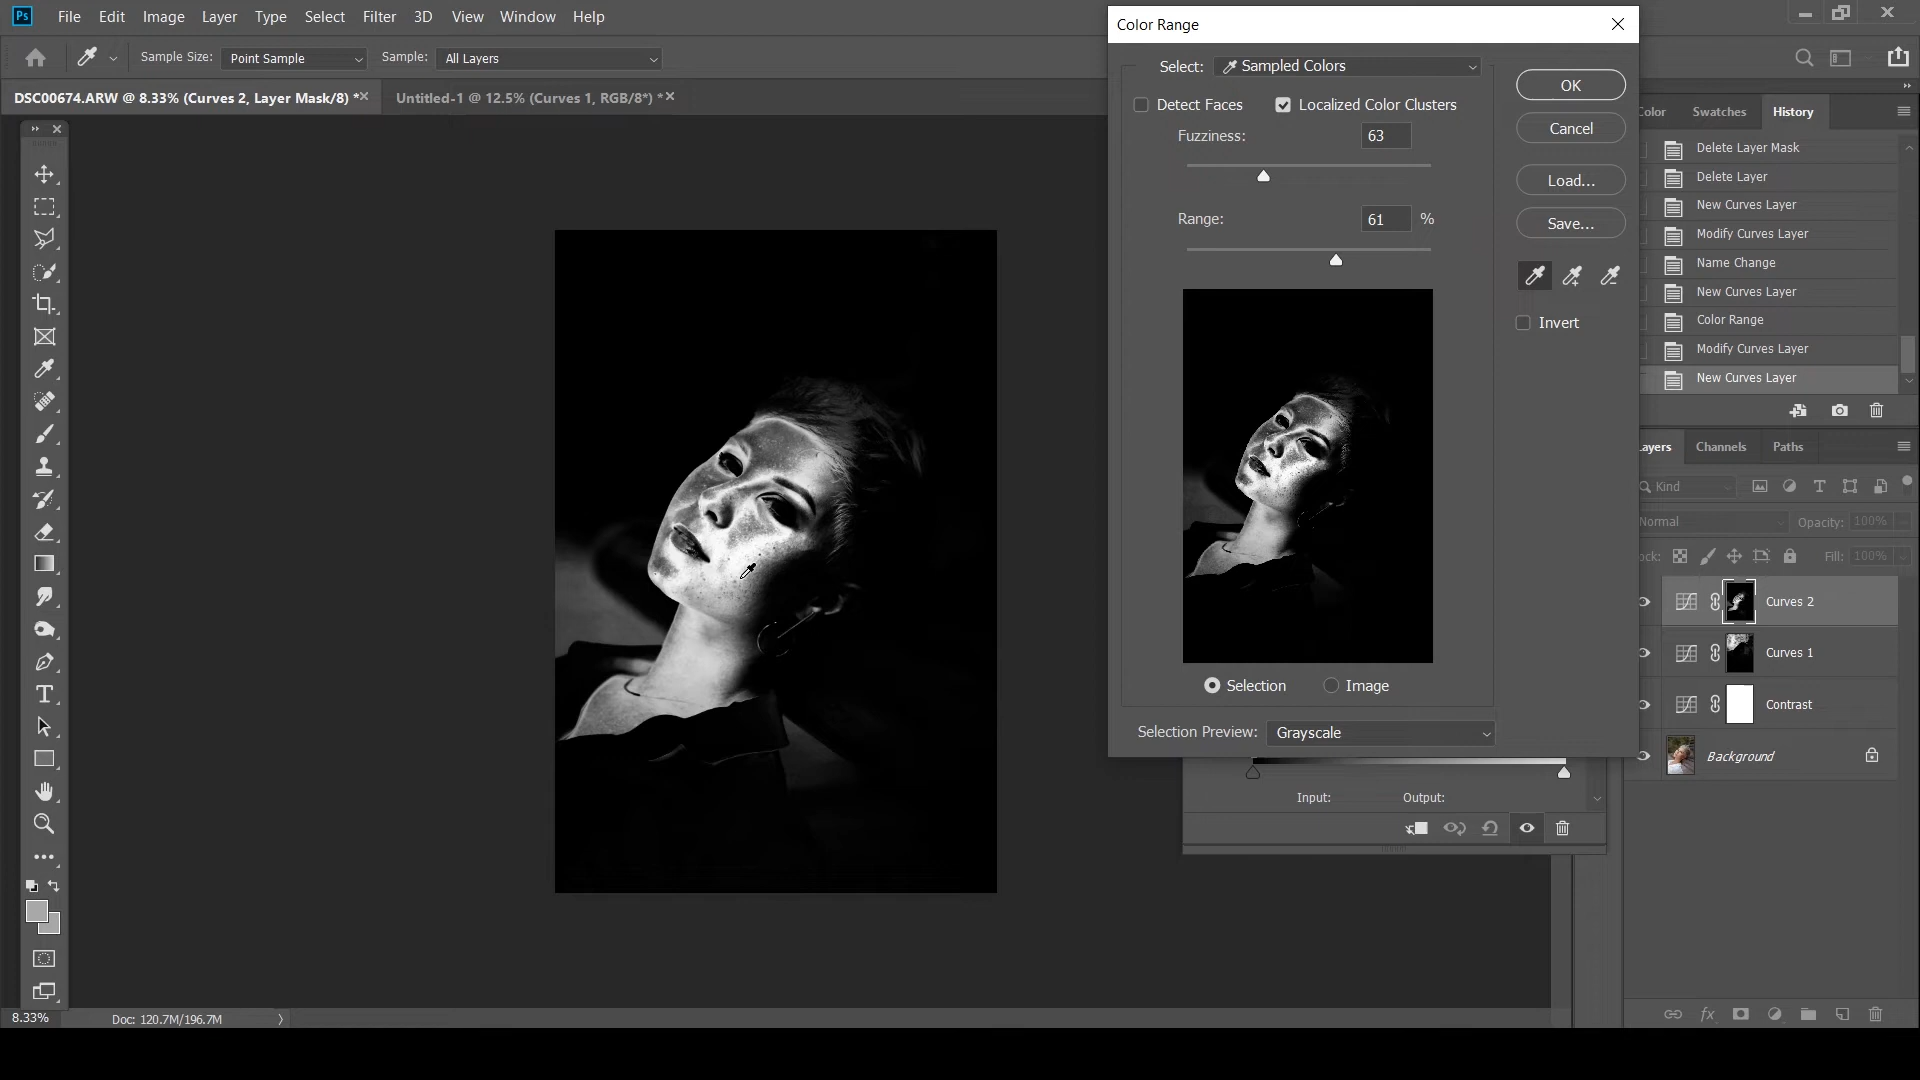 Ps File Edit Image Layer Type Select Filter 3D View Window Help
Sample Size: Point Sample Sample: All Layers
DSC00674.ARW @ 8.33% (Curves 2, Layer Mask/8) *
Untitled-1 @ 12.5% (Curves 1, RGB/8*) *
Color Range
Select: Sampled Colors
Detect Faces Localized Color Clusters
Fuzziness: 63
Range: 61 %
OK
Cancel
Load...
Save...
Invert
Selection Image
Selection Preview: Grayscale
Input: Output:
Color Swatches History
Delete Layer Mask
Delete Layer
New Curves Layer
Modify Curves Layer
Name Change
New Curves Layer
Color Range
Modify Curves Layer
New Curves Layer
Layers Channels Paths
Kind
Normal Opacity: 100%
Lock: Fill: 100%
Curves 2
Curves 1
Contrast
Background
fx
8.33% Doc: 120.7M/196.7M